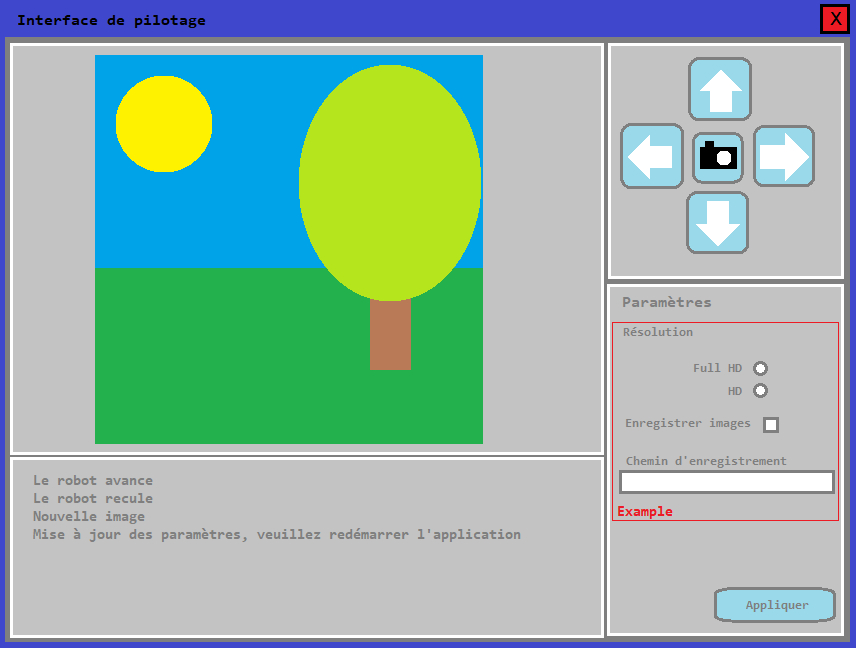 Interface de pilotage
X
Paramètres
Résolution
Full HD
HD
Enregistrer images
Chemin d'enregistrement
Example
Appliquer
Le robot avance
Le robot recule
Nouvelle image
Mise à jour des paramètres, veuillez redémarrer l'application